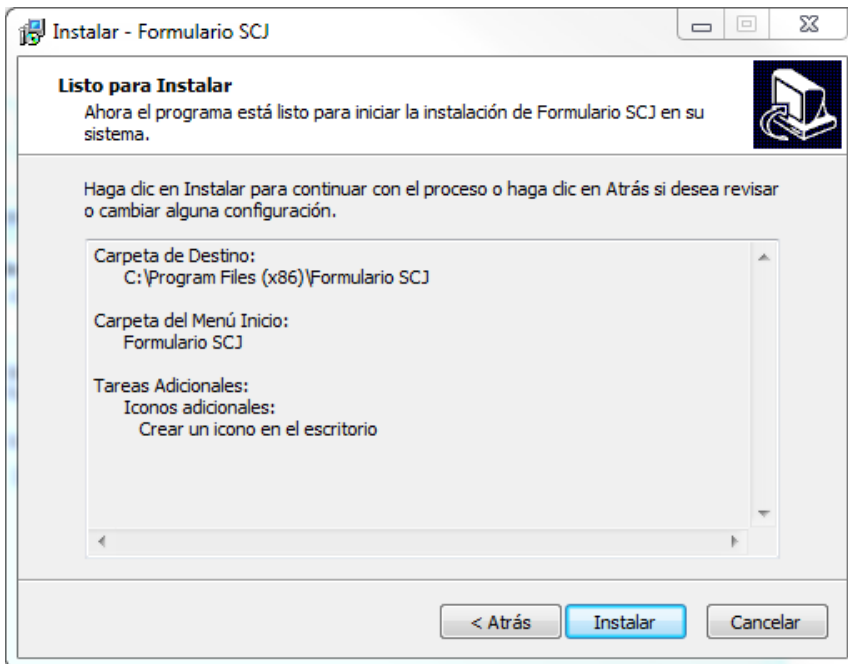 Instalar - Formulario SCJ
Listo para Instalar
Ahora el programa está listo para iniciar la instalación de Formulario SCJ en su
sistema.
Haga clic en Instalar para continuar con el proceso o haga clic en Atrás si desea revisar
o cambiar alguna configuración.
Carpeta de Destino:
C:\Program Files (x86)\Formulario SCJ
Carpeta del Menú Inicio:
Formulario SCJ
Tareas Adicionales:
Iconos adicionales:
Crear un icono en el escritorio
< Atrás
Instalar
Cancelar